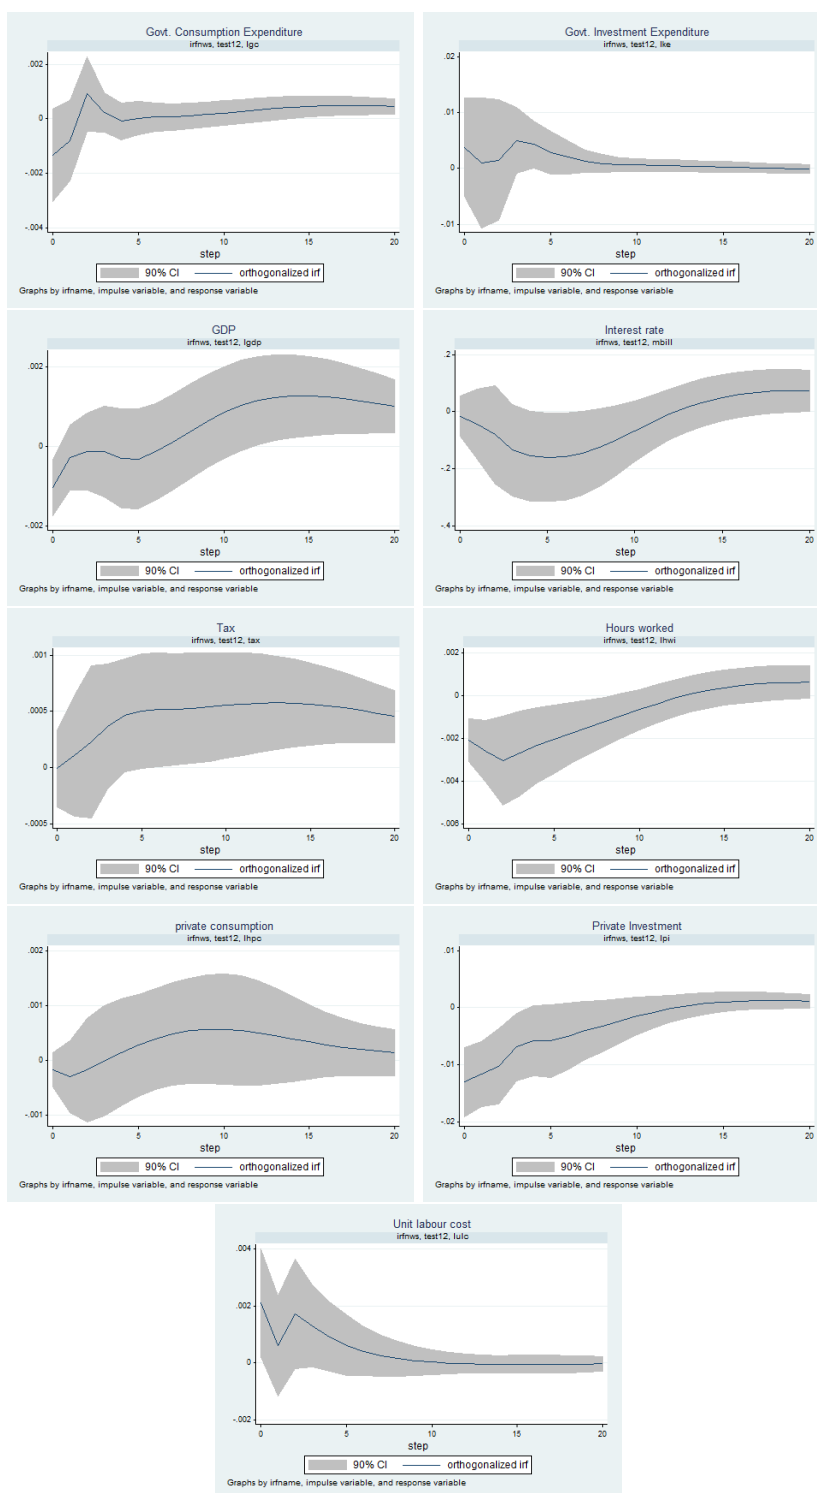 Govt. Consumption Expenditure
irfnws, test12, lgc
.002
0
-.002
-.004
0 5 10 15 20
step
90% CI orthogonalized irf
Graphs by irfname, impulse variable, and response variable
Govt. Investment Expenditure
irfnws, test12, lke
.02
.01
0
-.01
0 5 10 15 20
step
90% CI orthogonalized irf
Graphs by irfname, impulse variable, and response variable
GDP
irfnws, test12, lgdp
.002
0
-.002
0 5 10 15 20
step
90% CI orthogonalized irf
Graphs by irfname, impulse variable, and response variable
Interest rate
irfnws, test12, mbill
.2
0
-.2
-.4
0 5 10 15 20
step
90% CI orthogonalized irf
Graphs by irfname, impulse variable, and response variable
Tax
irfnws, test12, tax
.001
.0005
0
-.0005
0 5 10 15 20
step
90% CI orthogonalized irf
Graphs by irfname, impulse variable, and response variable
Hours worked
irfnws, test12, lhwi
.002
0
-.002
-.004
-.006
0 5 10 15 20
step
90% CI orthogonalized irf
Graphs by irfname, impulse variable, and response variable
private consumption
irfnws, test12, lhpc
.002
.001
0
-.001
0 5 10 15 20
step
90% CI orthogonalized irf
Graphs by irfname, impulse variable, and response variable
Private Investment
irfnws, test12, lpi
.01
0
-.01
-.02
0 5 10 15 20
step
90% CI orthogonalized irf
Graphs by irfname, impulse variable, and response variable
Unit labour cost
irfnws, test12, lulc
.004
.002
0
-.002
0 5 10 15 20
step
90% CI orthogonalized irf
Graphs by irfname, impulse variable, and response variable